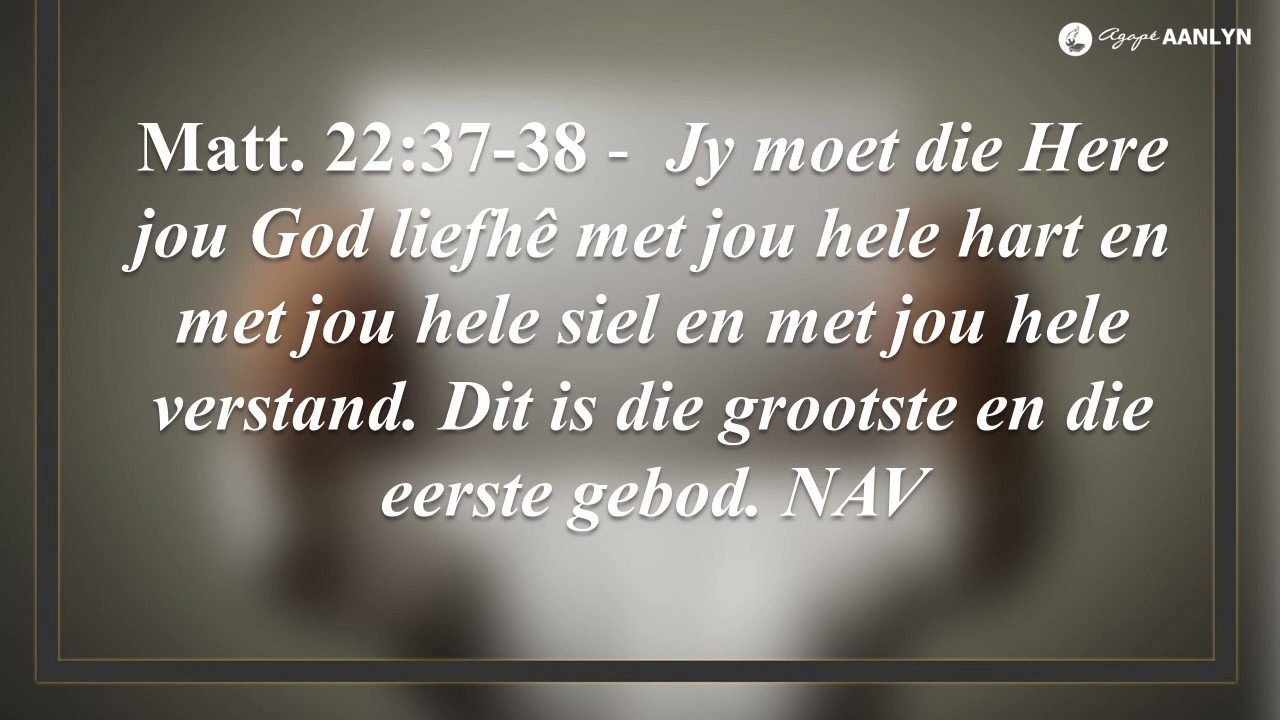 Agapé AANLYN
Matt. 22:37-38 - Jy moet die Here
jou God liefhê met jou hele hart en
met jou hele siel en met jou hele
verstand. Dit is die grootste en die
eerste gebod. NAV